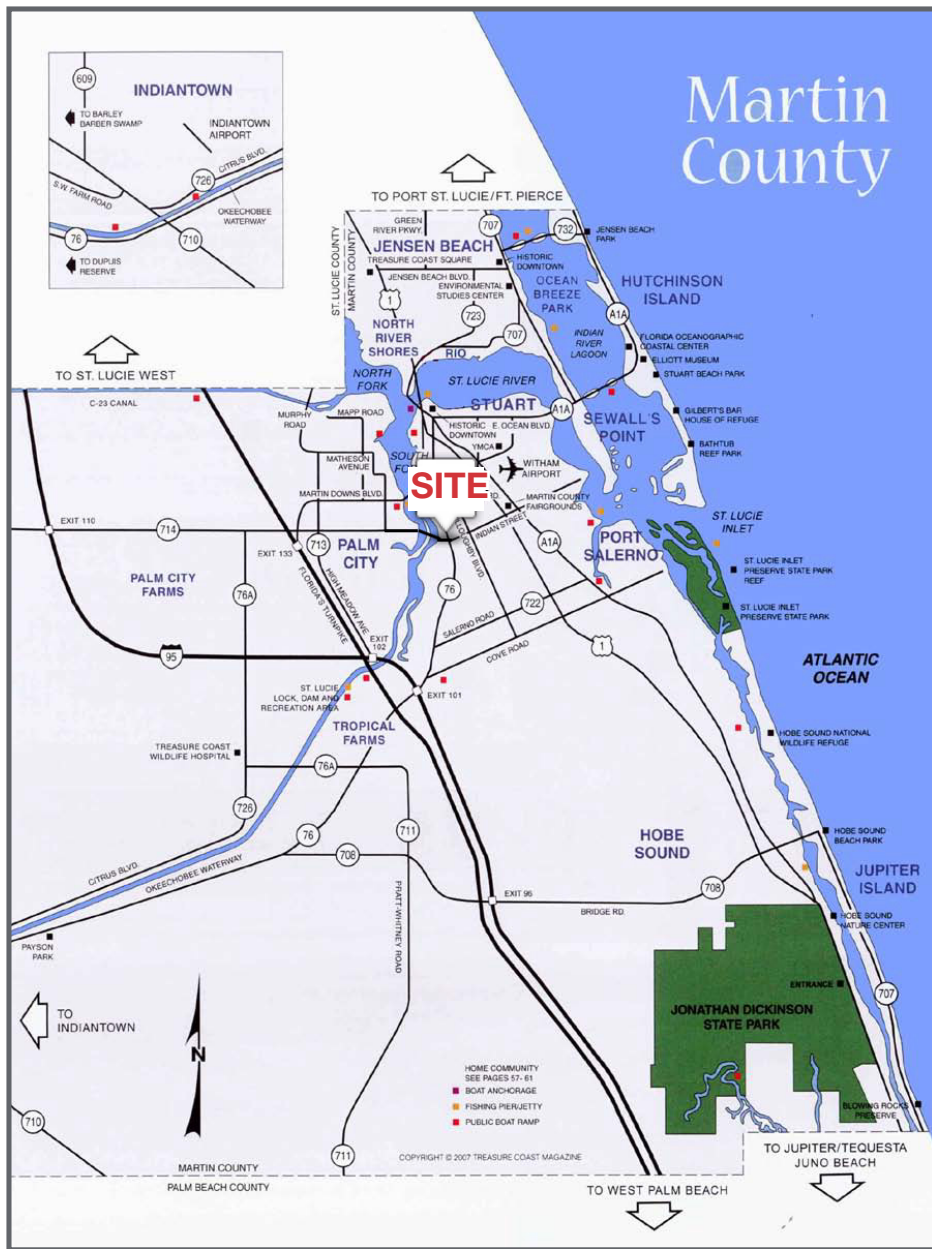 Martin
County
609
INDIANTOWN
TO BARLEY
BARBER SWAMP
INDIANTOWN
AIRPORT
CITRUS BLVD.
726
S.W. FARM ROAD
OKEECHOBEE
WATERWAY
76
710
TO DUPUIS
RESERVE
TO PORT ST. LUCIE/FT. PIERCE
ST. LUCIE COUNTY
MARTIN COUNTY
GREEN
RIVER PKWY.
707
732
JENSEN BEACH
PARK
JENSEN BEACH
TREASURE COAST SQUARE
HISTORIC
DOWNTOWN
JENSEN BEACH BLVD.
ENVIRONMENTAL
STUDIES CENTER
OCEAN
BREEZE
PARK
HUTCHINSON
ISLAND
1
723
A1A
NORTH
RIVER
SHORES
707
INDIAN
RIVER
LAGOON
FLORIDA OCEANOGRAPHIC
COASTAL CENTER
RIO
ELLIOTT MUSEUM
STUART BEACH PARK
TO ST. LUCIE WEST
NORTH
FORK
ST. LUCIE RIVER
C-23 CANAL
STUART
A1A
SEWALL'S
POINT
GILBERT'S BAR
HOUSE OF REFUGE
MURPHY
ROAD
MAPP ROAD
HISTORIC
DOWNTOWN
E. OCEAN BLVD.
YMCA
BATHTUB
REEF PARK
MATHESON
AVENUE
SOUTH
FO
WITHAM
AIRPORT
SITE
RD.
MARTIN DOWNS BLVD.
MARTIN COUNTY
FAIRGROUNDS
EXIT 110
714
INDIAN STREET
LOUGHBY BLVD.
A1A
ST. LUCIE
INLET
EXIT 133
713
PALM
CITY
PORT
SALERNO
PALM CITY
FARMS
ST. LUCIE INLET
PRESERVE STATE PARK
REEF
76A
FLORIDA'S TURNPIKE
HIGH MEADOW AVE
76
722
SALERNO ROAD
ST. LUCIE INLET
PRESERVE STATE PARK
EXIT
102
COVE ROAD
1
95
ATLANTIC
OCEAN
ST. LUCIE
LOCK, DAM AND
RECREATION AREA
EXIT 101
TROPICAL
FARMS
HOBE SOUND NATIONAL
WILDLIFE REFUGE
TREASURE COAST
WILDLIFE HOSPITAL
76A
726
76
711
HOBE
SOUND
HOBE SOUND
BEACH PARK
708
CITRUS BLVD.
OKEECHOBEE WATERWAY
JUPITER
ISLAND
PRATT-WHITNEY ROAD
EXIT 96
708
BRIDGE RD.
HOBE SOUND
NATURE CENTER
PAYSON
PARK
ENTRANCE
707
TO
INDIANTOWN
JONATHAN DICKINSON
STATE PARK
N
HOME COMMUNITY
SEE PAGES 57- 61
BOAT ANCHORAGE
FISHING PIER/JETTY
PUBLIC BOAT RAMP
BLOWING ROCKS
PRESERVE
710
711
COPYRIGHT © 2007 TREASURE COAST MAGAZINE
MARTIN COUNTY
PALM BEACH COUNTY
TO JUPITER/TEQUESTA
JUNO BEACH
TO WEST PALM BEACH